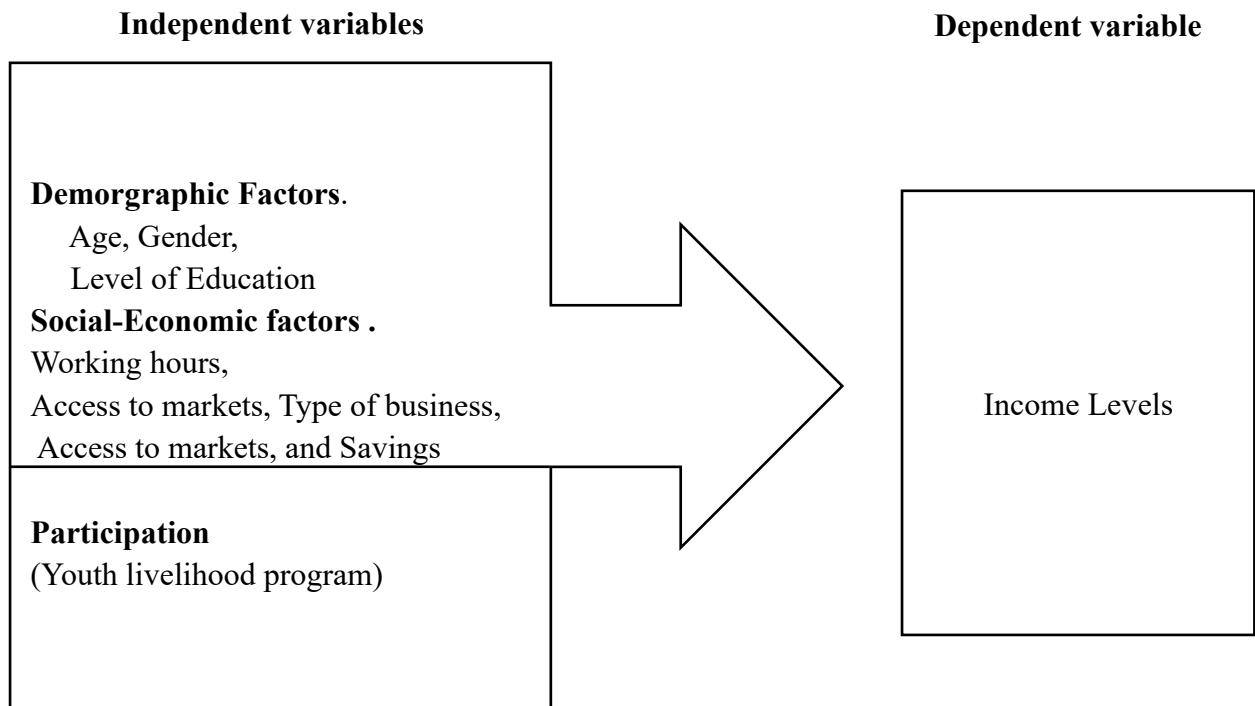 Independent variables
Dependent variable
Demorgraphic Factors.
Age, Gender,
Level of Education
Social-Economic factors .
Working hours,
Access to markets, Type of business,
Access to markets, and Savings
Participation
(Youth livelihood program)
Income Levels